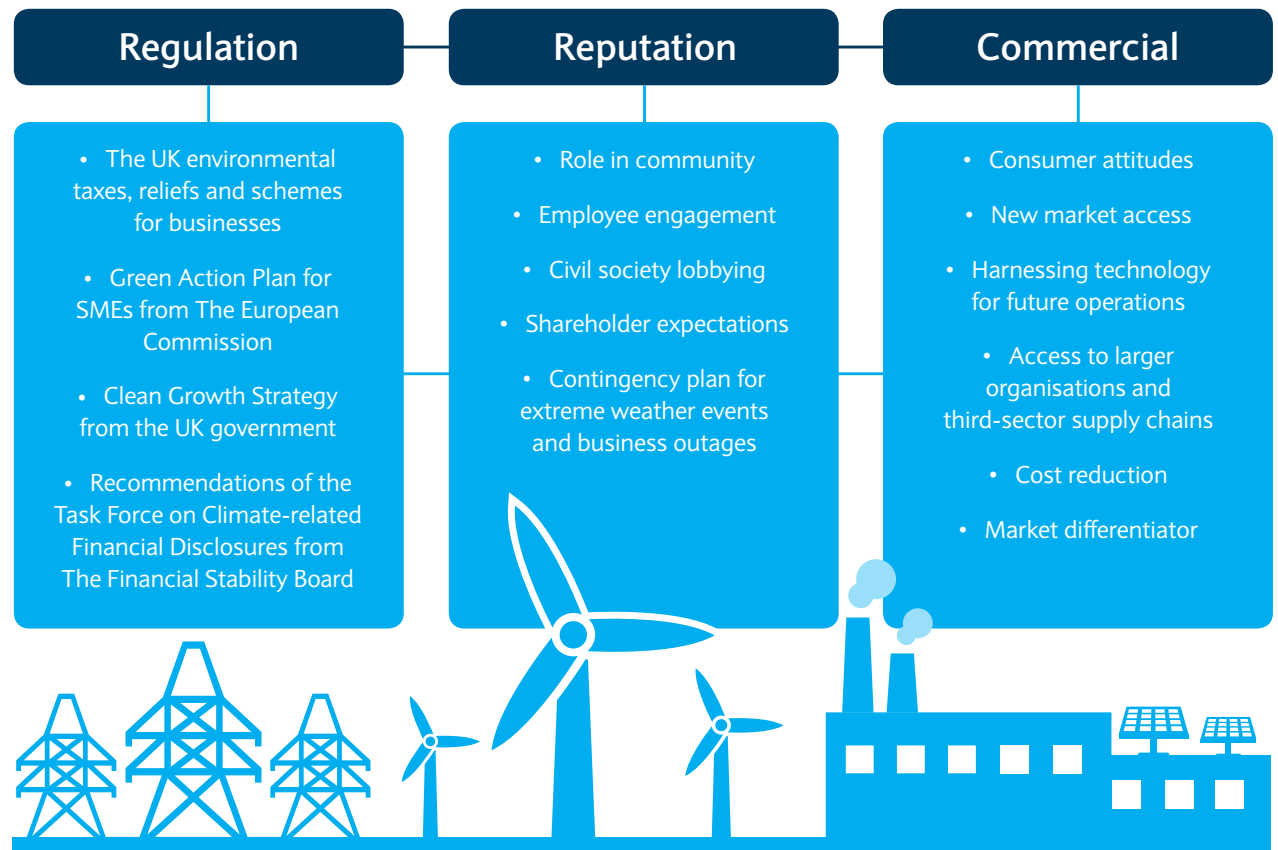 Regulation
• The UK environmental
taxes, reliefs and schemes
for businesses
• Green Action Plan for
SMEs from The European
Commission
• Clean Growth Strategy
from the UK government
• Recommendations of the
Task Force on Climate-related
Financial Disclosures from
The Financial Stability Board
Reputation
• Role in community
• Employee engagement
• Civil society lobbying
• Shareholder expectations
• Contingency plan for
extreme weather events
and business outages
Commercial
• Consumer attitudes
• New market access
• Harnessing technology
for future operations
• Access to larger
organisations and
third-sector supply chains
• Cost reduction
• Market differentiator